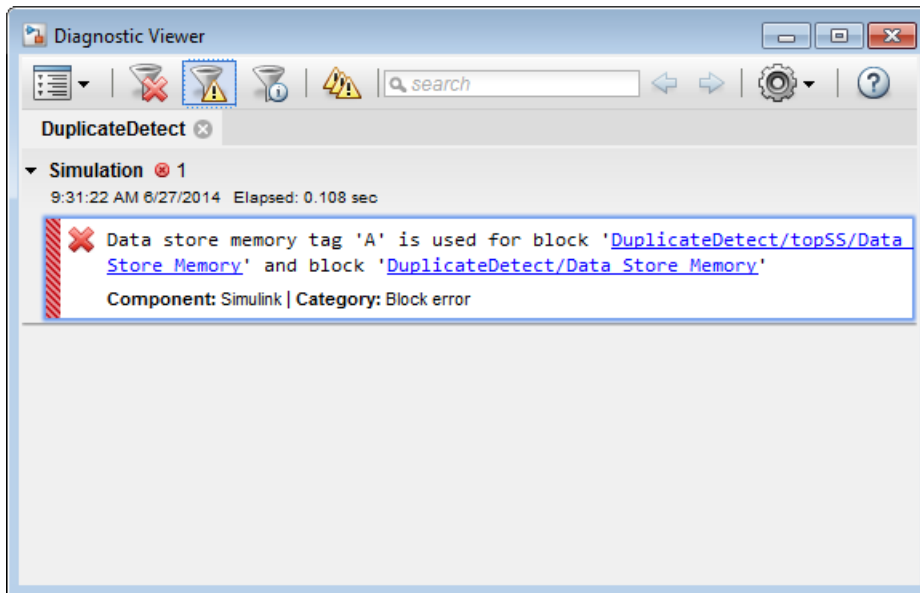 Diagnostic Viewer
search
DuplicateDetect
Simulation 1
9:31:22 AM 6/27/2014 Elapsed: 0.108 sec
Data store memory tag 'A' is used for block 'DuplicateDetect/topSS/Data
Store Memory' and block 'DuplicateDetect/Data Store Memory'
Component: Simulink | Category: Block error